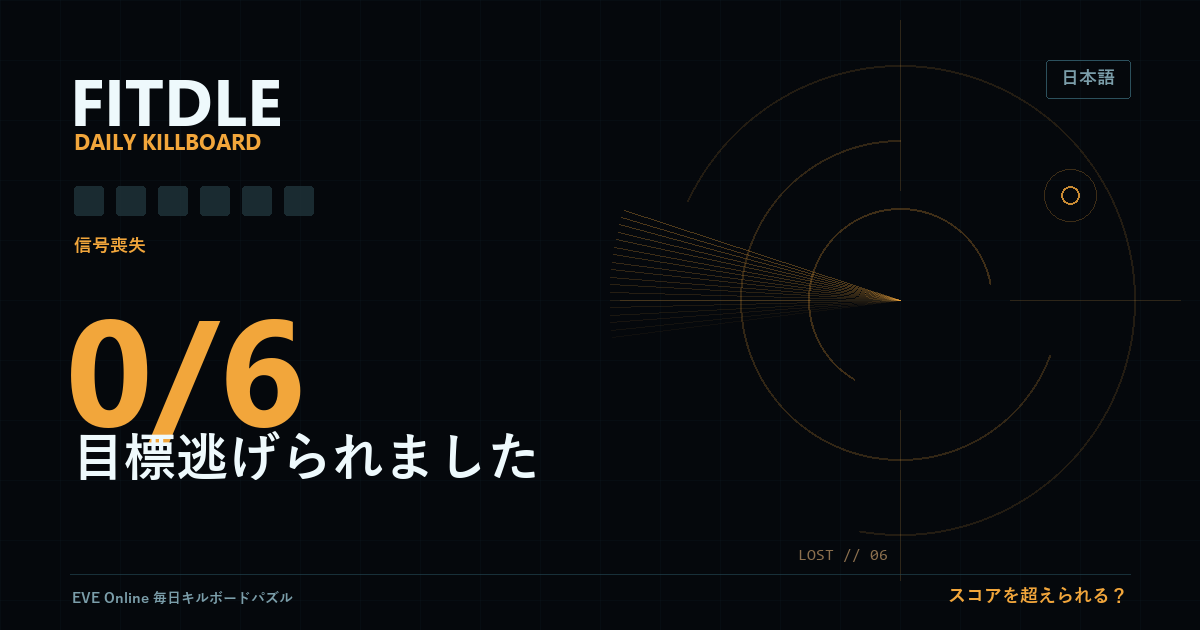 FITDLE
日本語
DAILY KILLBOARD
信号喪失
0/6
目標逃げられました
LOST // 06
EVE Online 毎日キルボードパズル
スコアを超えられる？